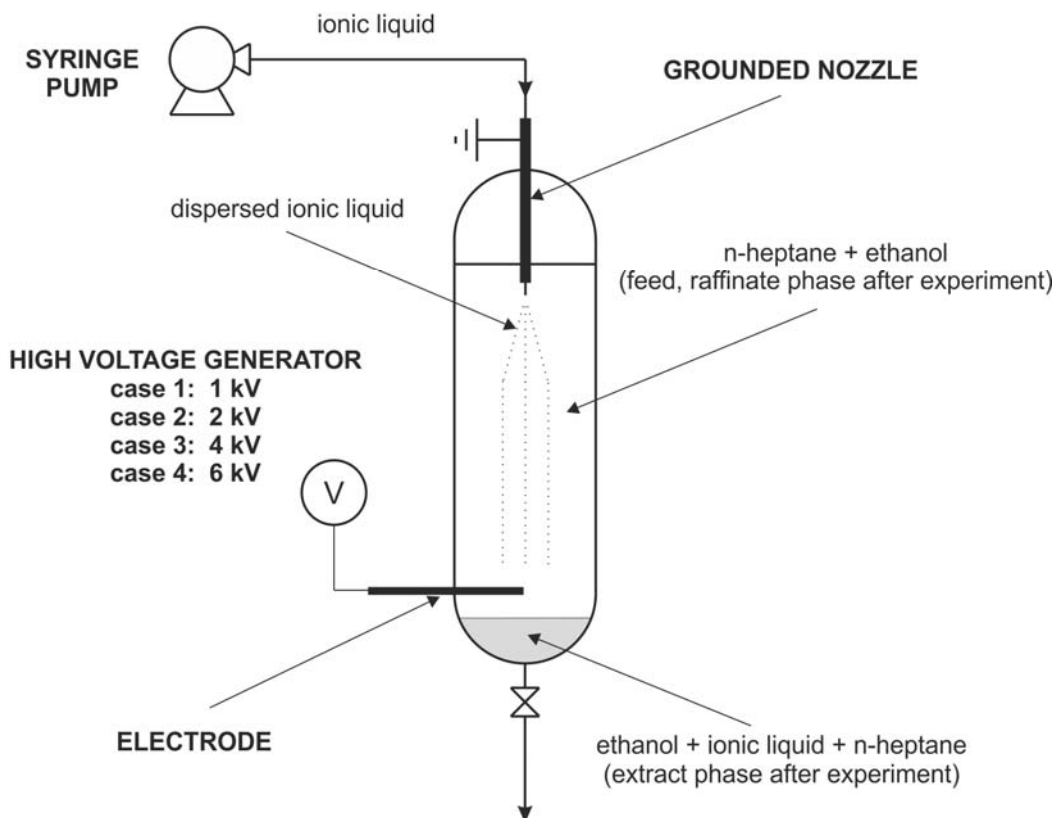 ionic liquid
SYRINGE
PUMP
GROUNDED NOZZLE
dispersed ionic liquid
n-heptane + ethanol
(feed, raffinate phase after experiment)
HIGH VOLTAGE GENERATOR
case 1: 1 kV
case 2: 2 kV
case 3: 4 kV
case 4: 6 kV
V
ELECTRODE
ethanol + ionic liquid + n-heptane
(extract phase after experiment)